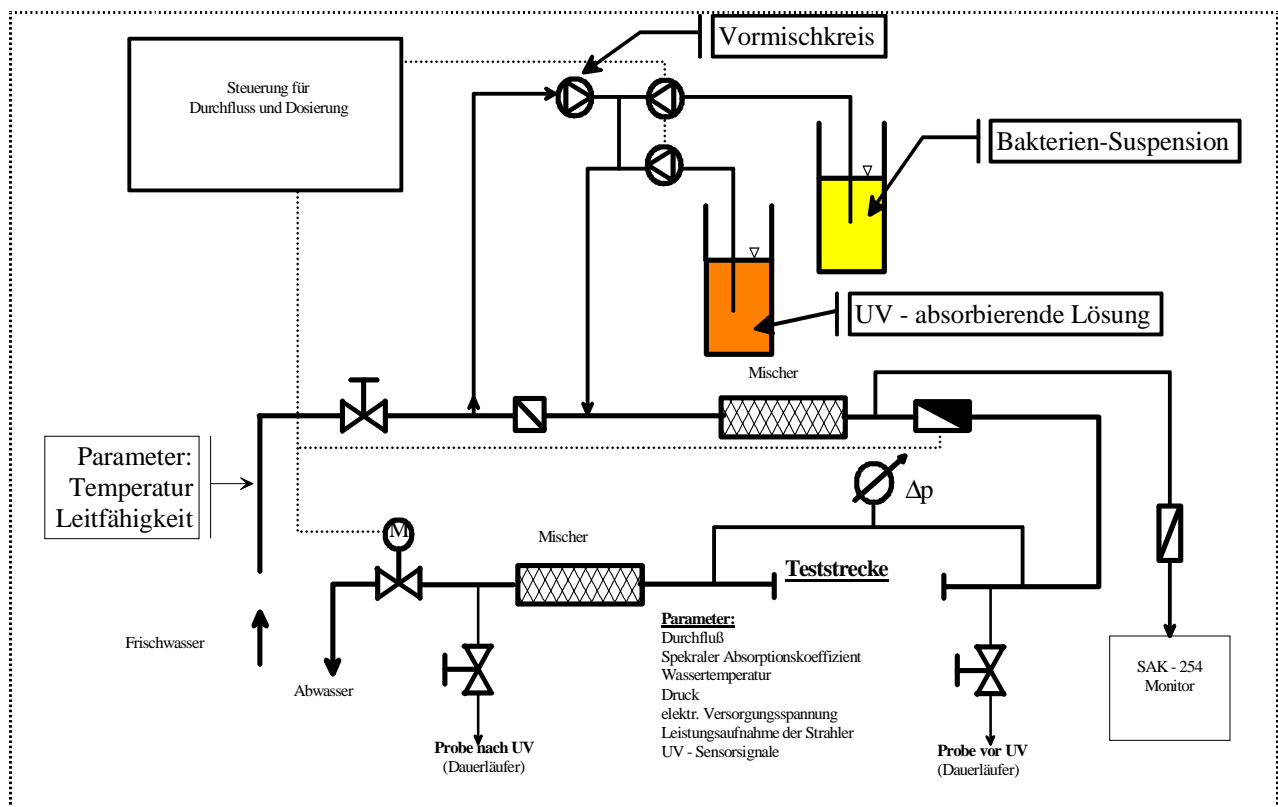 Vormischkreis
Steuerung für
Durchfluss und Dosierung
Bakterien-Suspension
UV - absorbierende Lösung
Mischer
Parameter:
Temperatur
Leitfähigkeit
Δp
M
Mischer
Teststrecke
Frischwasser
Abwasser
Parameter:
Durchfluß
Spekraler Absorptionskoeffizient
Wassertemperatur
Druck
elektr. Versorgungsspannung
Leistungsaufnahme der Strahler
UV - Sensorsignale
SAK - 254
Monitor
Probe nach UV
(Dauerläufer)
Probe vor UV
(Dauerläufer)